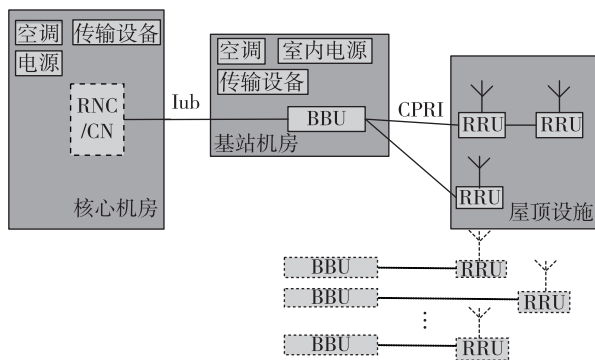 空调
传输设备
电源
RNC
/CN
核心机房
Iub
空调
室内电源
传输设备
BBU
基站机房
CPRI
RRU
RRU
RRU
屋顶设施
BBU
RRU
BBU
RRU
⋮
BBU
RRU